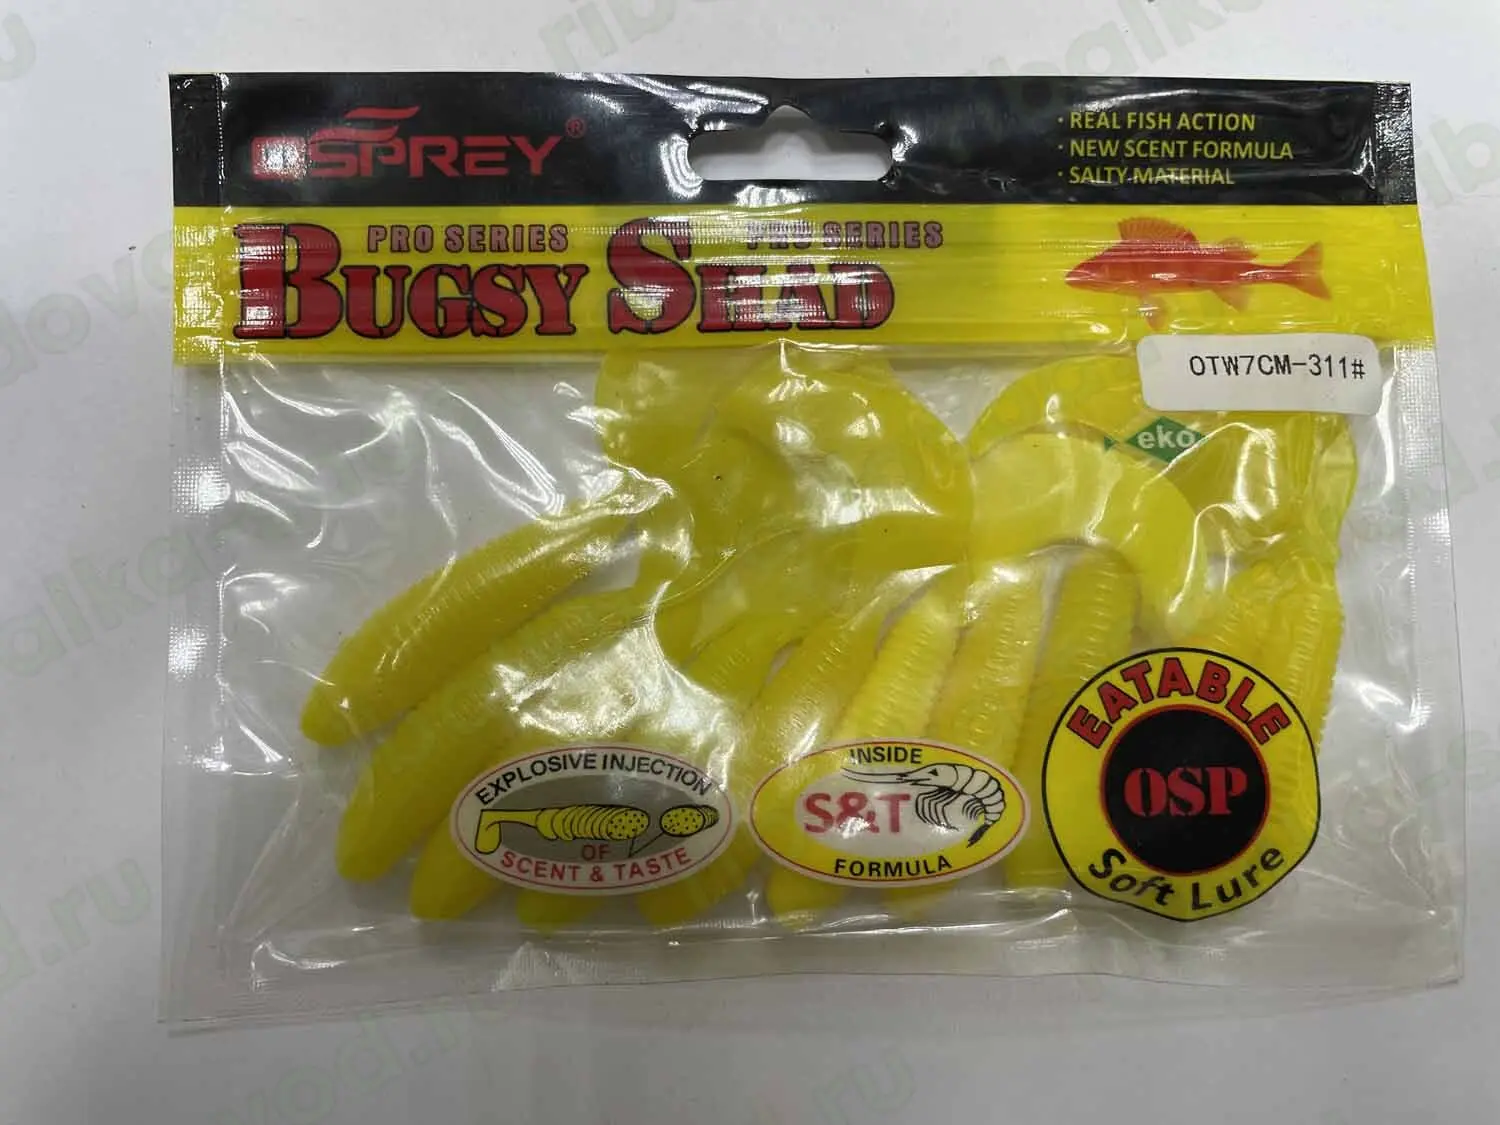 OSPREY®
· REAL FISH ACTION
· NEW SCENT FORMULA
· SALTY MATERIAL
PRO SERIES PRO SERIES
BUGSY SHAD
OTW7CM-311#
eko
EXPLOSIVE INJECTION
OF
SCENT & TASTE
INSIDE
S&T
FORMULA
EATABLE
OSP
Soft Lure